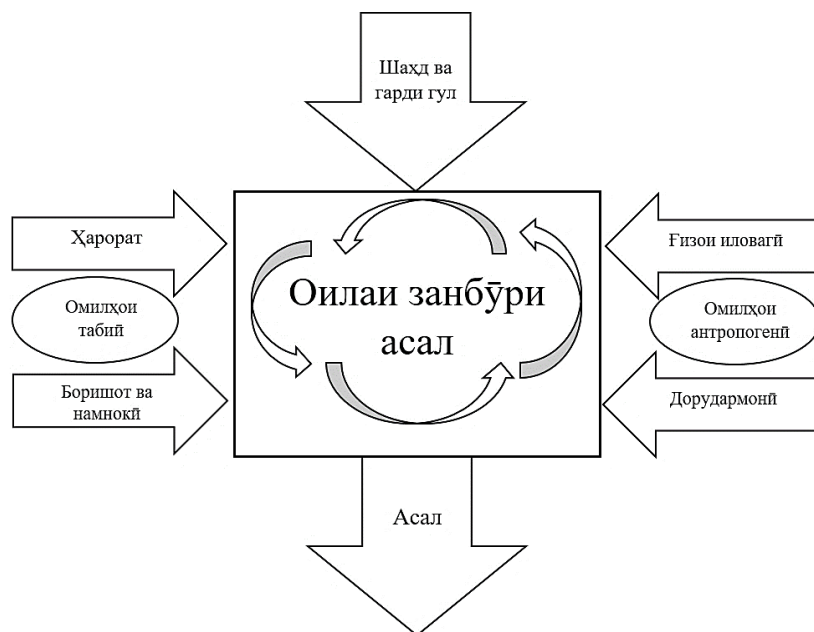 Шаҳд ва
гарди гул
Ҳарорат
Ғизои иловагӣ
Оилаи занбӯри
асал
Омилҳои
табиӣ
Омилҳои
антропогенӣ
Боришот ва
намнокӣ
Дорудармонӣ
Асал